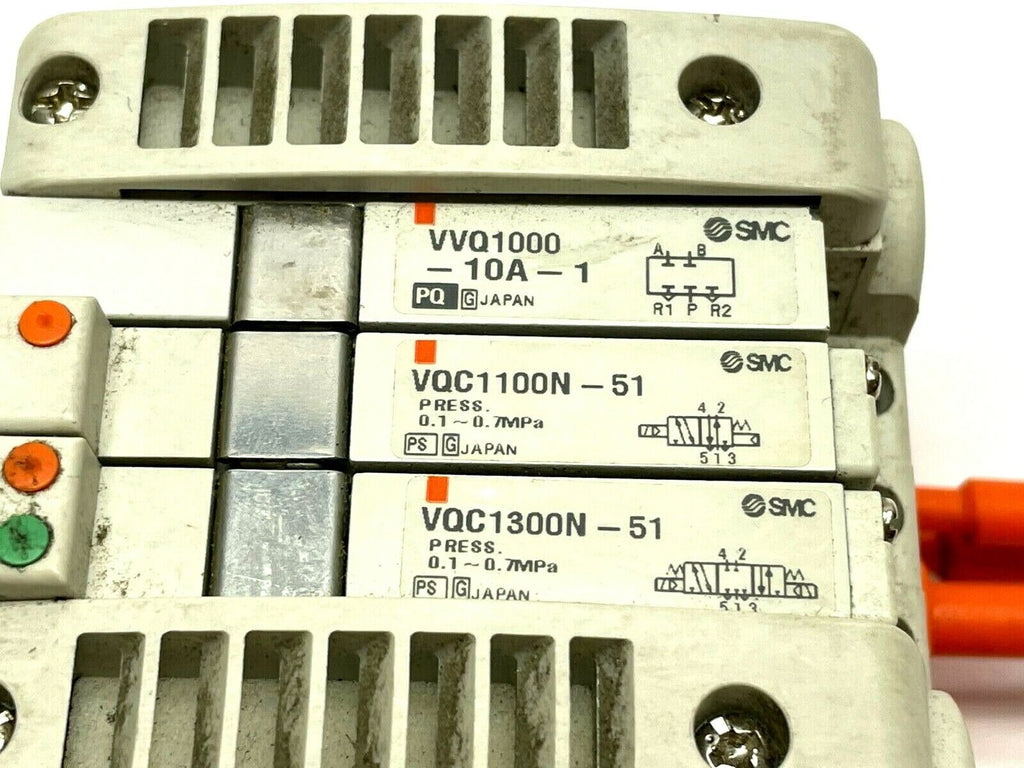 SMC
VVQ1000
-10A-1
A B
PQ G JAPAN
R1 P R2
SMC
VQC1100N-51
PRESS.
0.1~0.7MPa
4 2
PS G JAPAN
513
SMC
VQC1300N-51
PRESS.
0.1~0.7MPa
4 2
PS G JAPAN
513